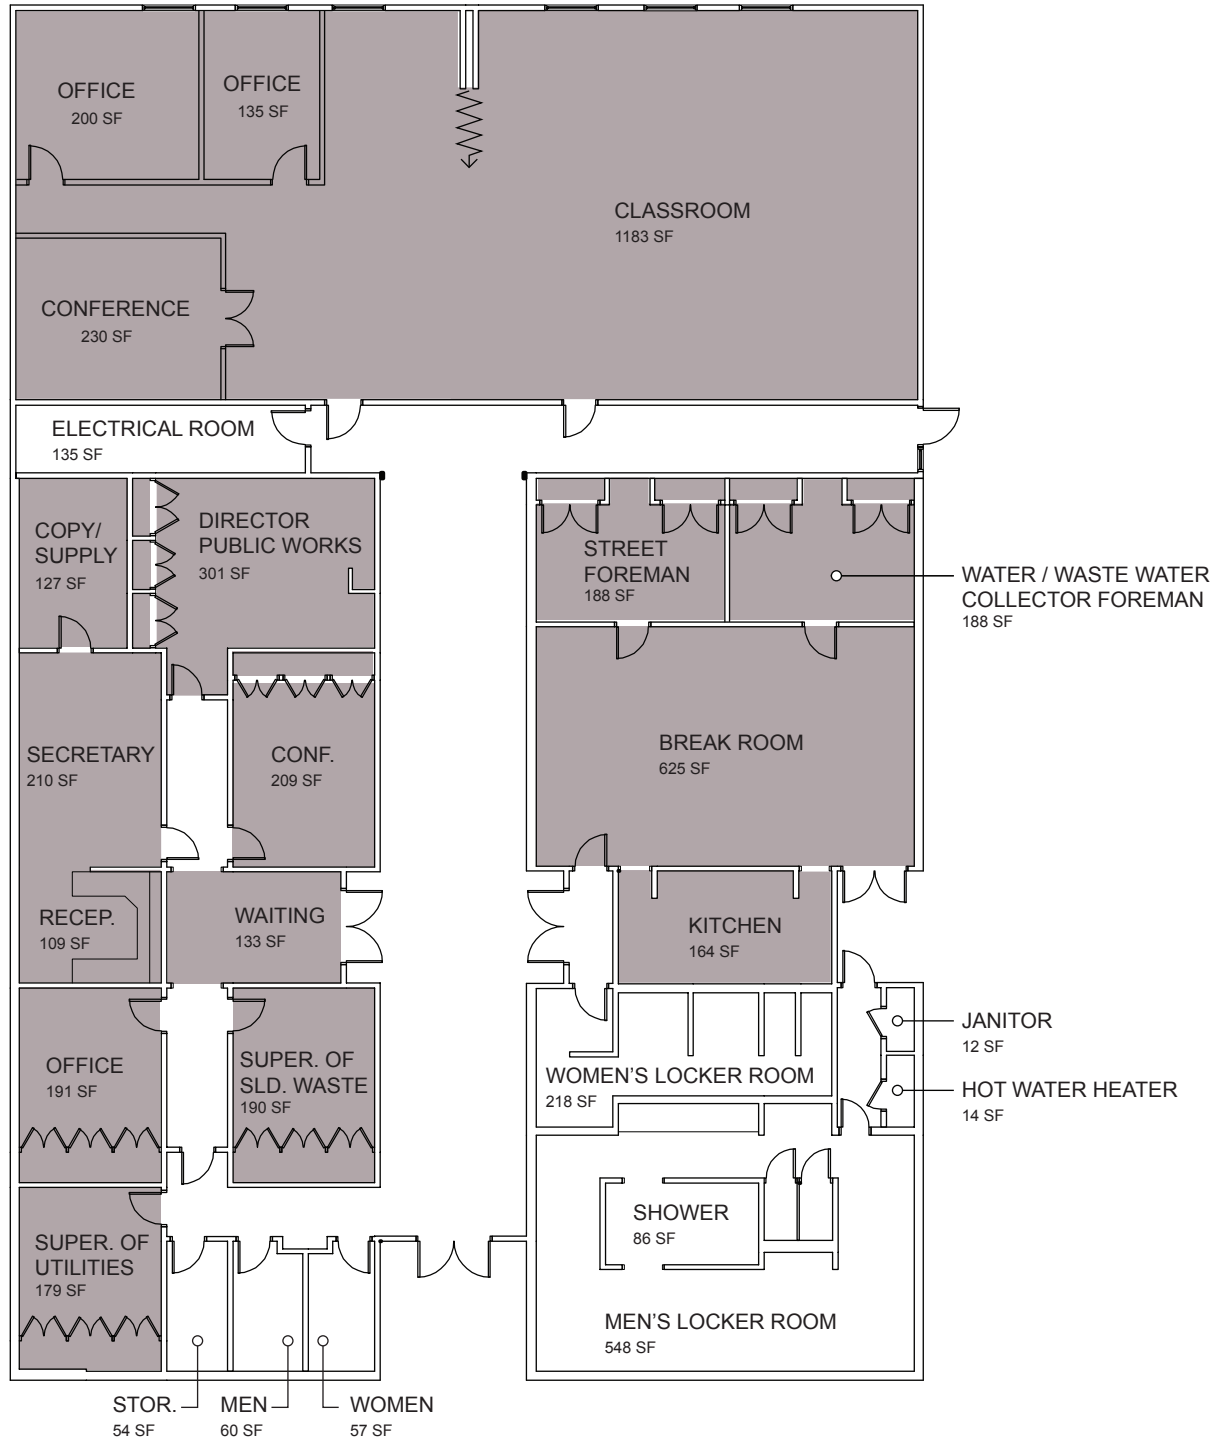 OFFICE
200 SF
OFFICE
135 SF
CLASSROOM
1183 SF
CONFERENCE
230 SF
ELECTRICAL ROOM
135 SF
COPY/
SUPPLY
127 SF
DIRECTOR
PUBLIC WORKS
301 SF
STREET
FOREMAN
188 SF
WATER / WASTE WATER
COLLECTOR FOREMAN
188 SF
SECRETARY
210 SF
CONF.
209 SF
BREAK ROOM
625 SF
RECEP.
109 SF
WAITING
133 SF
KITCHEN
164 SF
OFFICE
191 SF
SUPER. OF
SLD. WASTE
190 SF
WOMEN'S LOCKER ROOM
218 SF
JANITOR
12 SF
HOT WATER HEATER
14 SF
SUPER. OF
UTILITIES
179 SF
SHOWER
86 SF
MEN'S LOCKER ROOM
548 SF
STOR.
54 SF
MEN
60 SF
WOMEN
57 SF